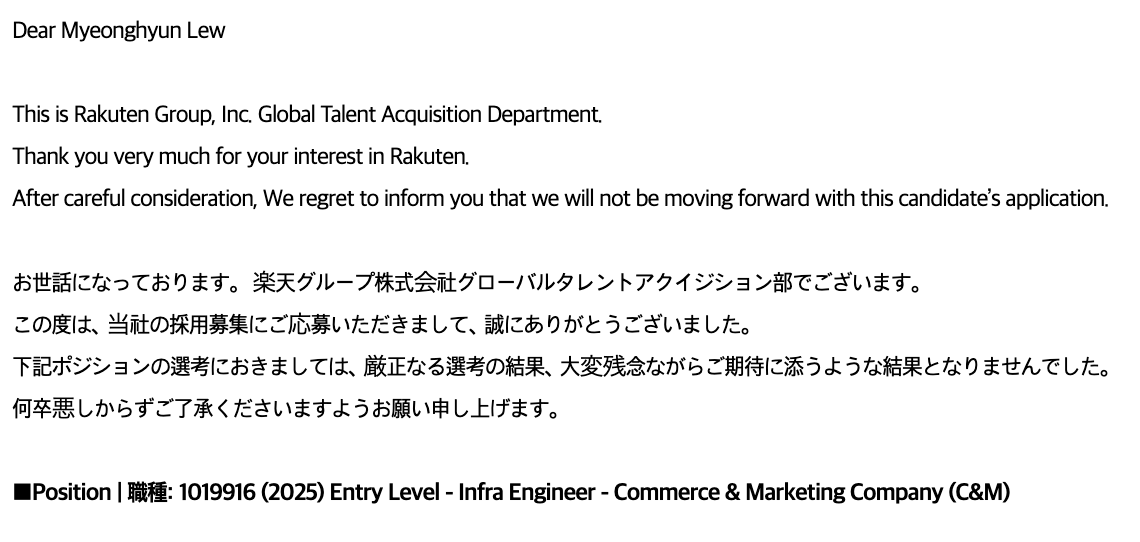 Dear Myeonghyun Lew
This is Rakuten Group, Inc. Global Talent Acquisition Department.
Thank you very much for your interest in Rakuten.
After careful consideration, We regret to inform you that we will not be moving forward with this candidate’s application.
お世話になっております。 楽天グループ株式会社グローバルタレントアクイジション部でございます。
この度は、当社の採用募集にご応募いただきまして、誠にありがとうございました。
下記ポジションの選考におきましては、厳正なる選考の結果、大変残念ながらご期待に添うような結果となりませんでした。
何卒悪しからずご了承くださいますようお願い申し上げます。
■Position | 職種: 1019916 (2025) Entry Level - Infra Engineer - Commerce & Marketing Company (C&M)